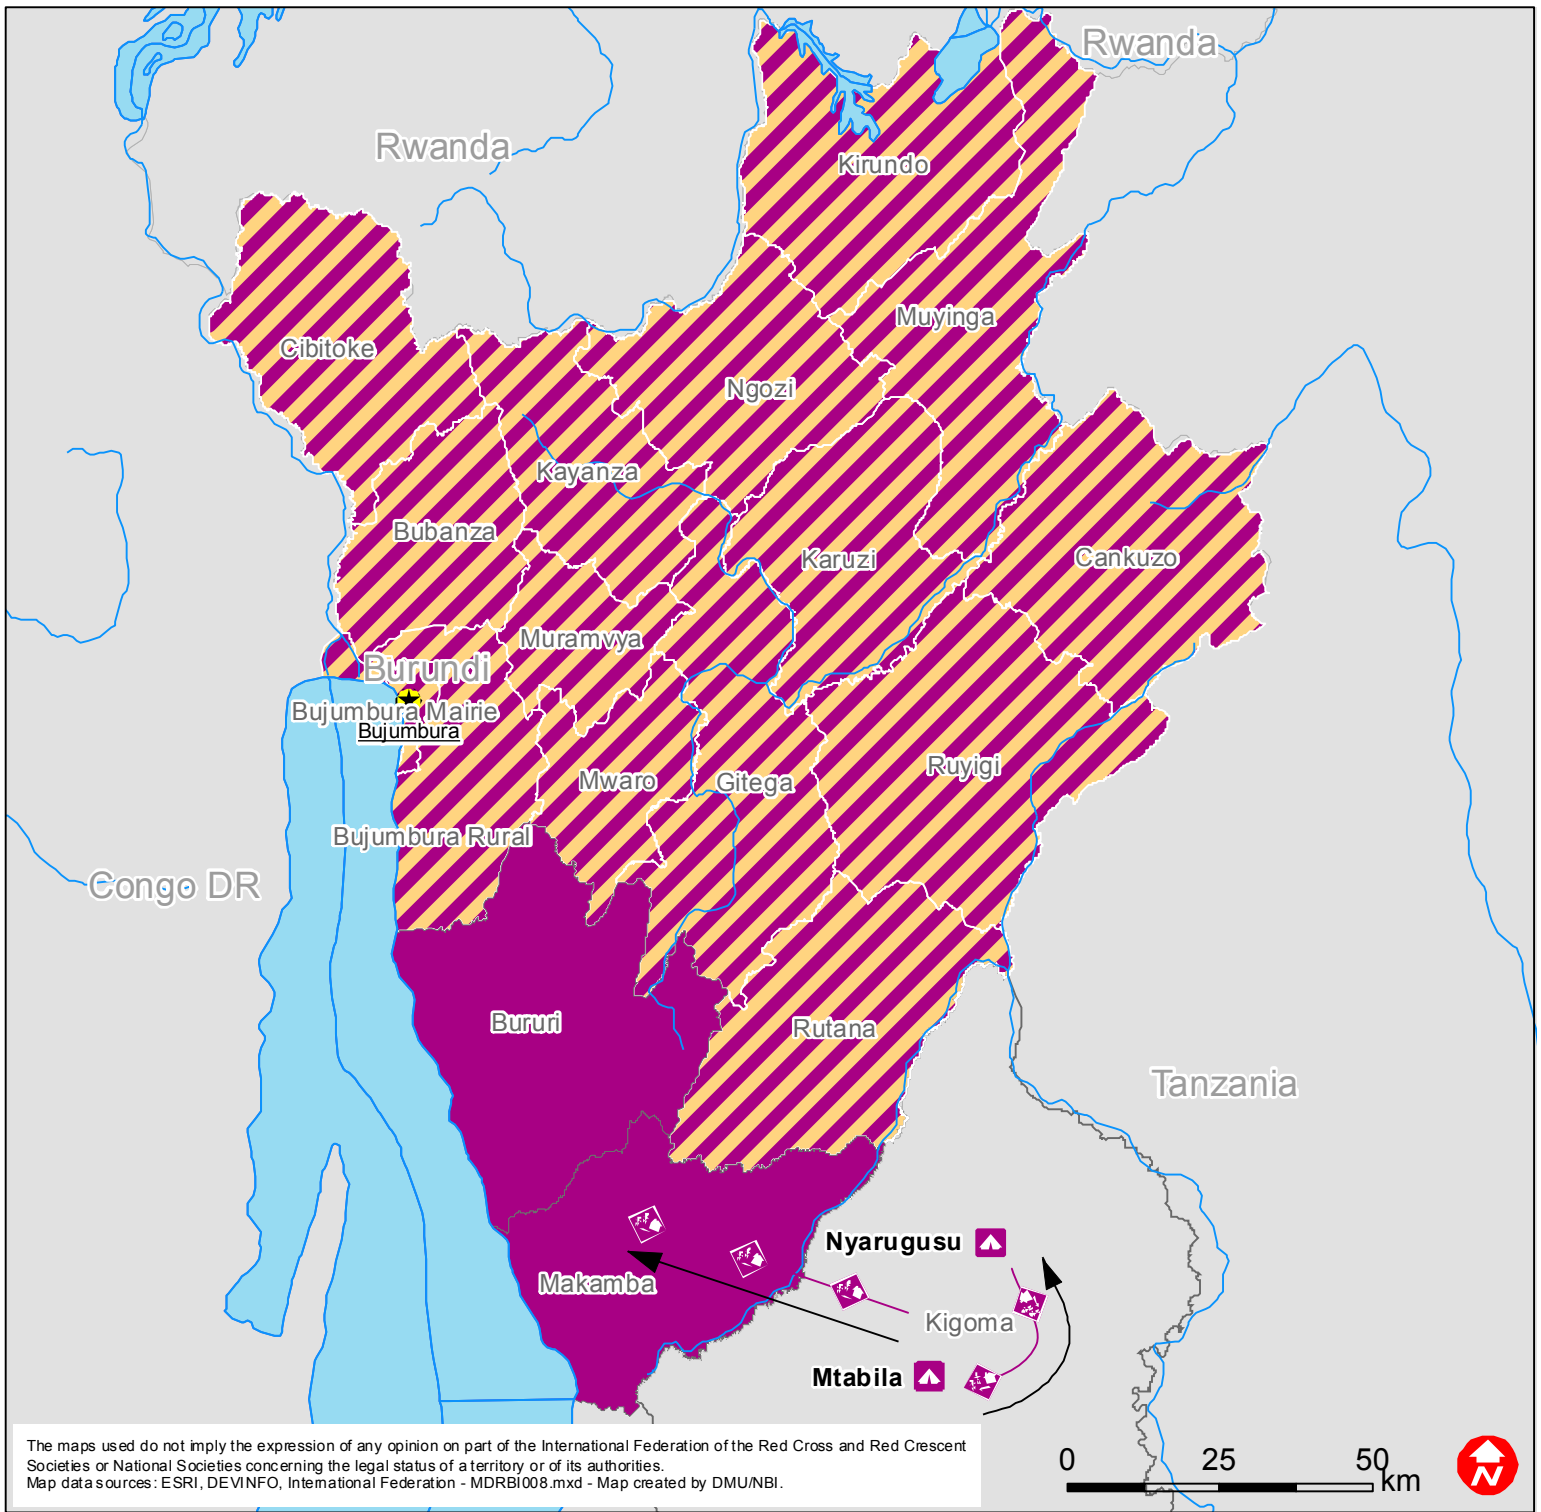 Rwanda
Rwanda
Kirundo
Muyinga
Cibitoke
Ngozi
Kayanza
Bubanza
Karuzi
Cankuzo
Muramvya
Burundi
Bujumbura Mairie
Bujumbura
Mwaro
Gitega
Ruyigi
Bujumbura Rural
Congo DR
Bururi
Rutana
Tanzania
Nyarugusu
Makamba
Kigoma
Mtabila
The maps used do not imply the expression of any opinion on part of the International Federation of the Red Cross and Red Crescent
Societies or National Societies concerning the legal status of a territory or of its authorities.
Map data sources: ESRI, DEVINFO, International Federation - MDRBI008.mxd - Map created by DMU/NBI.
0 25 50
km
N